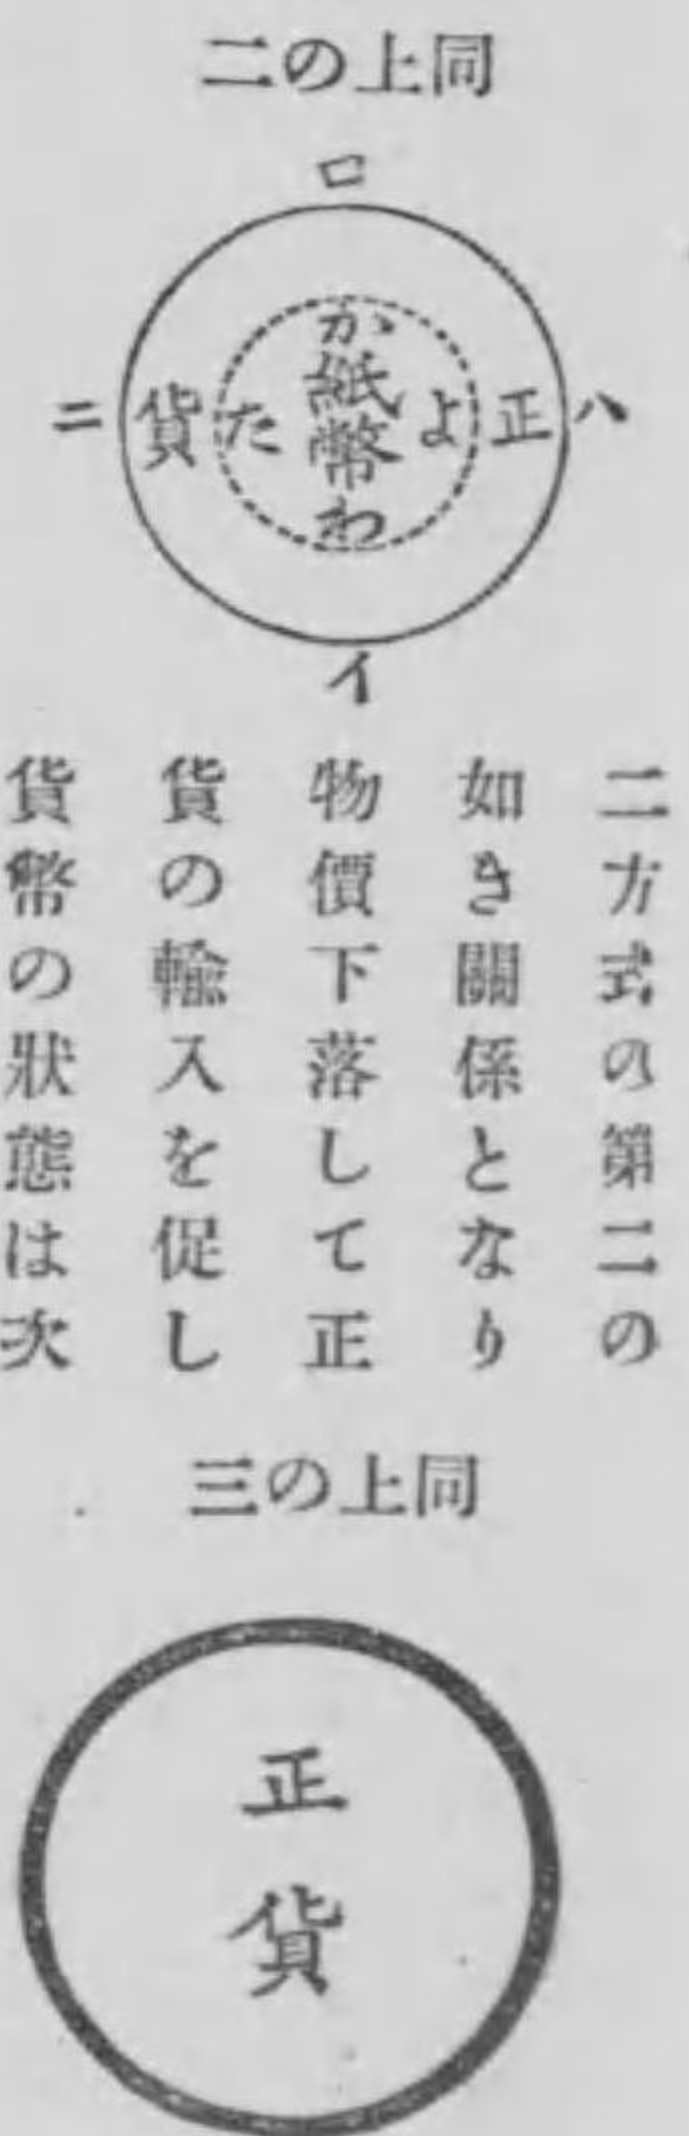 同上の二
ロ
ハ
ニ
イ
正貨
か
よ
た
わ
紙幣
二方式の第二の
如き關係となり
物價下落して正
貨の輸入を促し
貨幣の狀態は次
同上の三
正貨